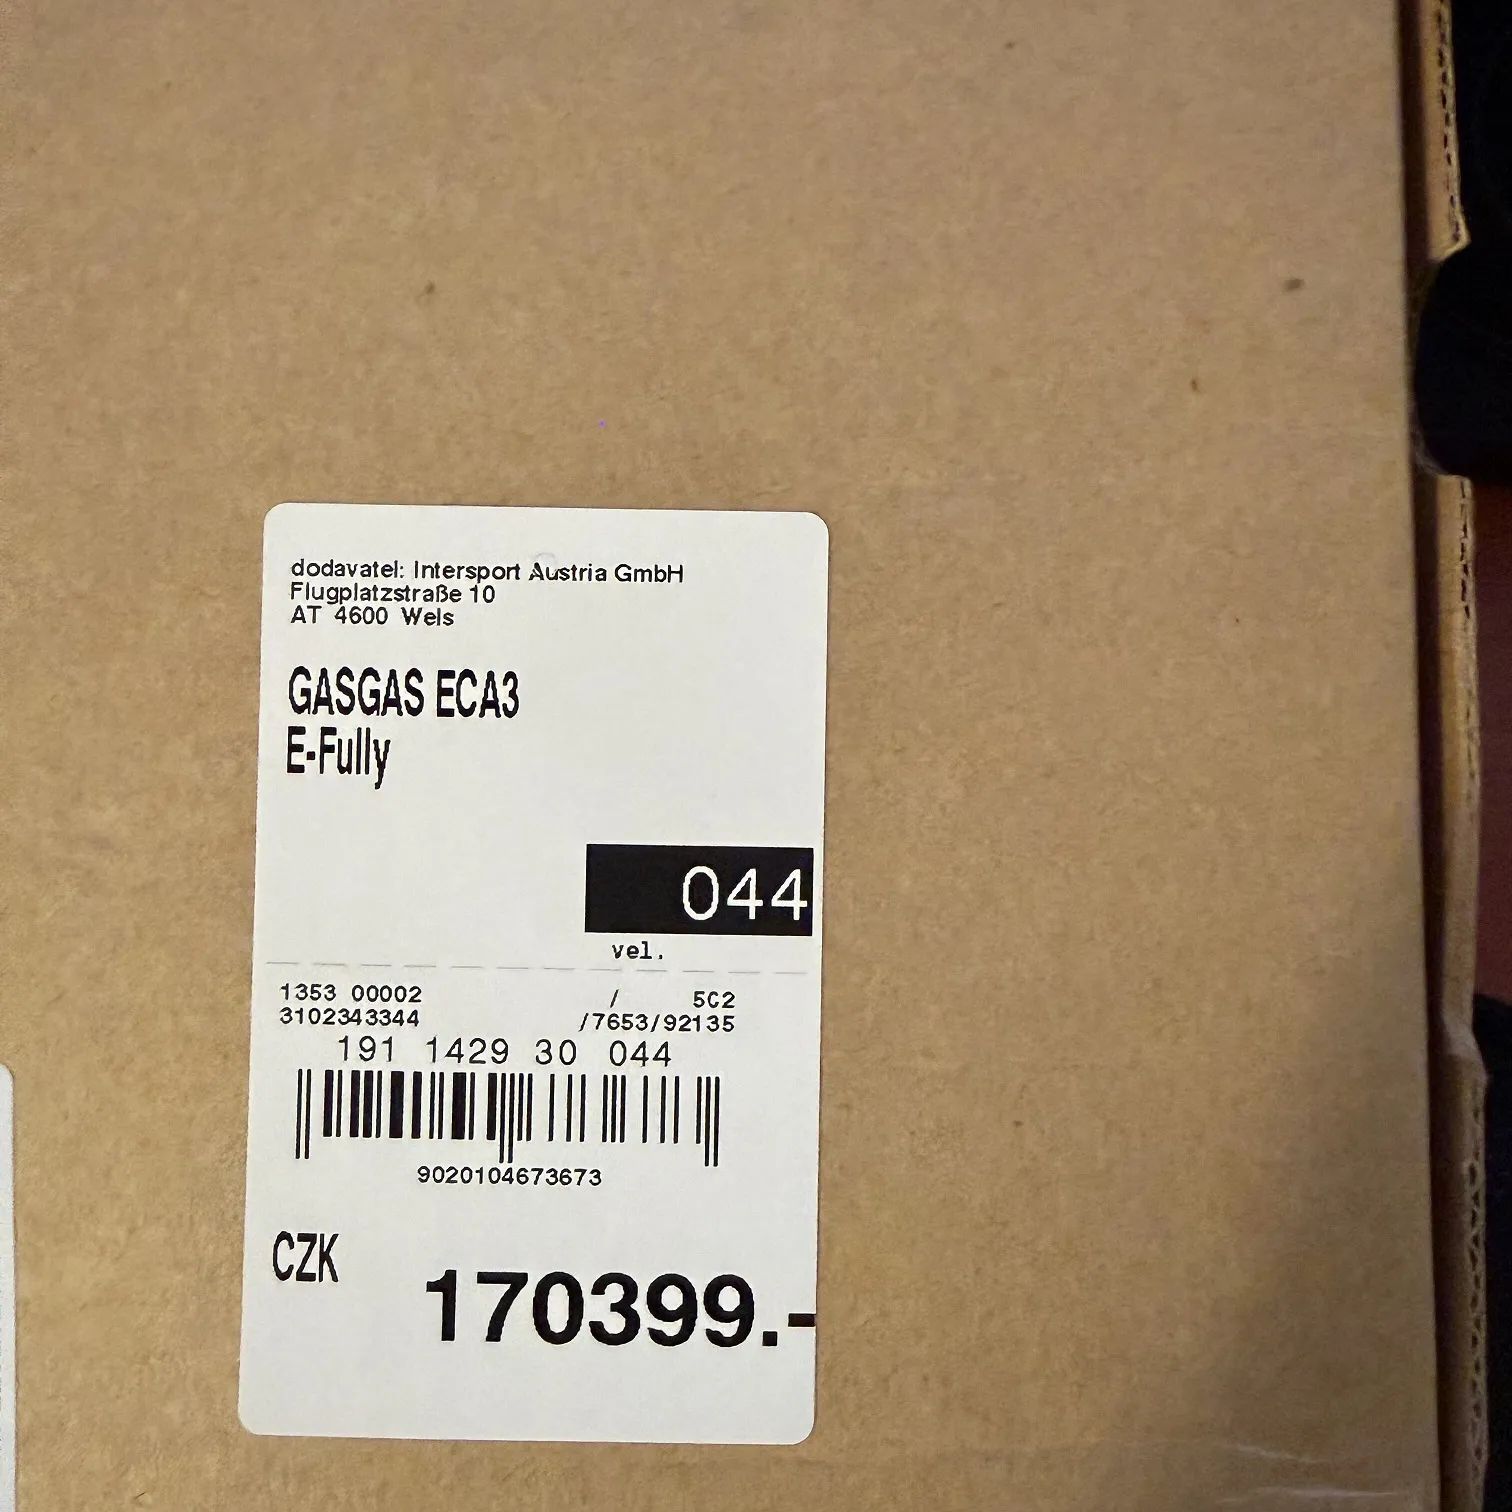 dodavatel: Intersport Austria GmbH
Flugplatzstraße 10
AT 4600 Wels
GASGAS ECA3
E-Fully
044
vel.
1353 00002 / 5C2
3102343344 /7653/92135
191 1429 30 044
9020104673673
CZK 170399.-